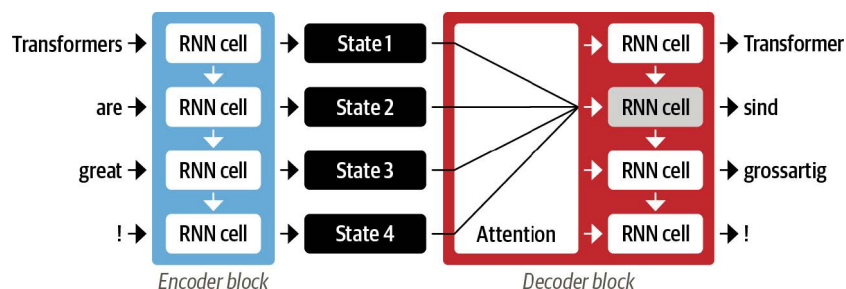 Transformers RNN cell State 1 RNN cell Transformer
are RNN cell State 2 RNN cell sind
great RNN cell State 3 RNN cell grossartig
! RNN cell State 4 Attention RNN cell !
Encoder block Decoder block